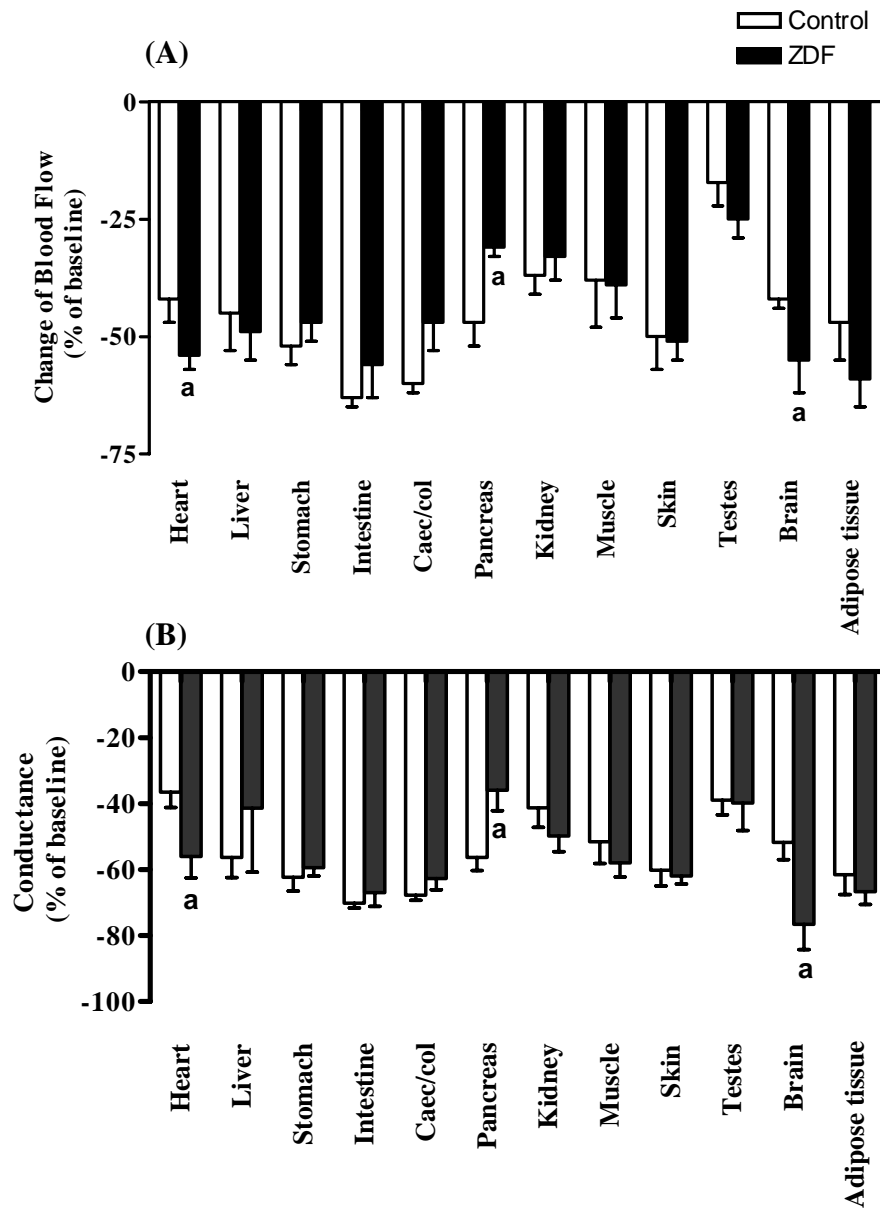 Control
ZDF
(A)
0
-25
-50
-75
Change of Blood Flow
(% of baseline)
a
a
a
Heart
Liver
Stomach
Intestine
Caec/col
Pancreas
Kidney
Muscle
Skin
Testes
Brain
Adipose tissue
(B)
0
-20
-40
-60
-80
-100
Conductance
(% of baseline)
a
a
a
Heart
Liver
Stomach
Intestine
Caec/col
Pancreas
Kidney
Muscle
Skin
Testes
Brain
Adipose tissue